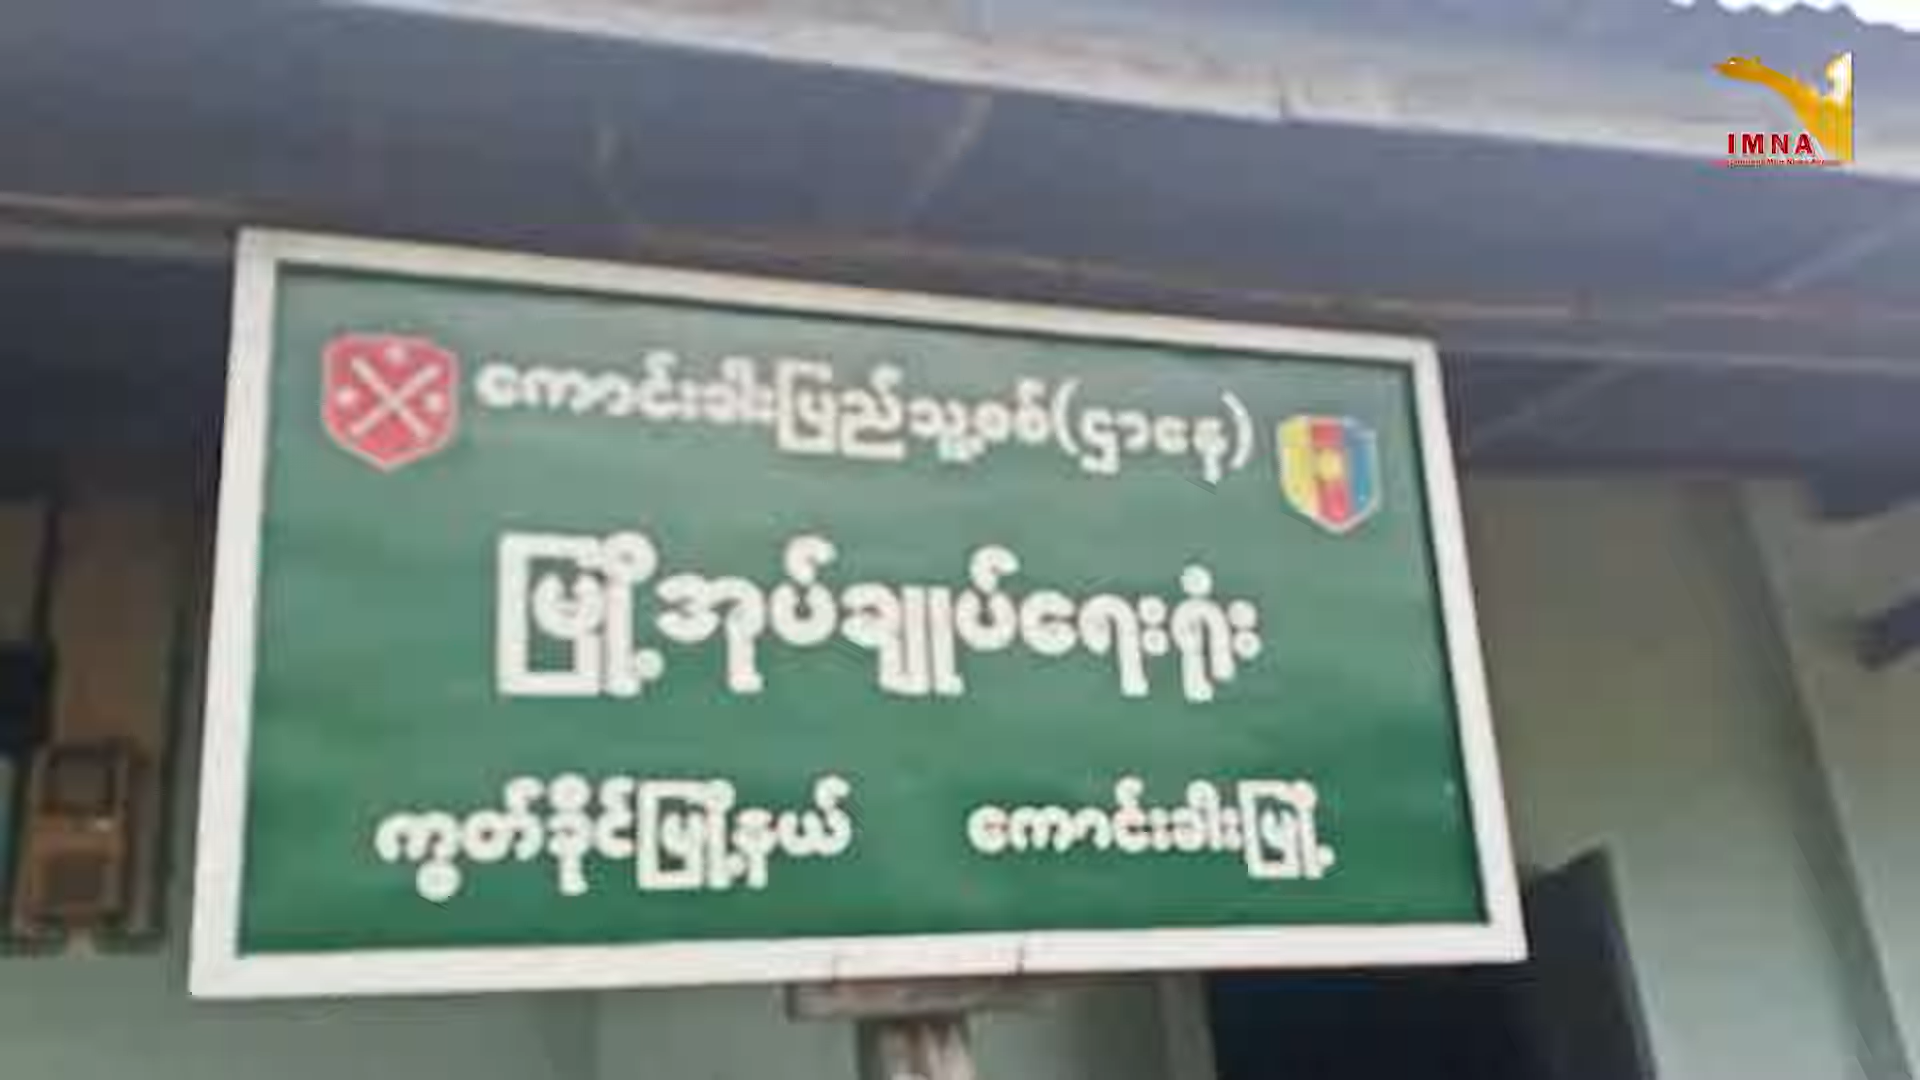 IMNA
ကောင်းခါးပြည်သူ့စစ်(ဌာနေ)
မြို့အုပ်ချုပ်ရေးရုံး
ကွတ်ခိုင်မြို့နယ် ကောင်းခါးမြို့